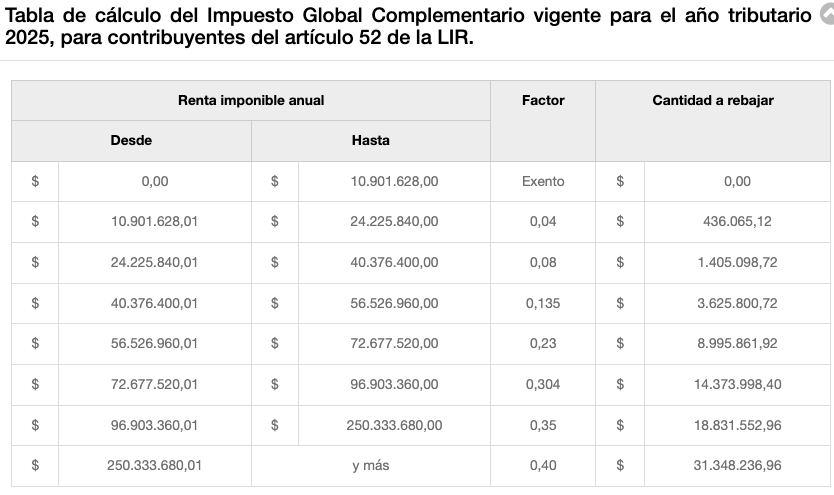 Tabla de cálculo del Impuesto Global Complementario vigente para el año tributario
2025, para contribuyentes del artículo 52 de la LIR.
Renta imponible anual Factor Cantidad a rebajar
Desde Hasta
$ 0,00 $ 10.901.628,00 Exento $ 0,00
$ 10.901.628,01 $ 24.225.840,00 0,04 $ 436.065,12
$ 24.225.840,01 $ 40.376.400,00 0,08 $ 1.405.098,72
$ 40.376.400,01 $ 56.526.960,00 0,135 $ 3.625.800,72
$ 56.526.960,01 $ 72.677.520,00 0,23 $ 8.995.861,92
$ 72.677.520,01 $ 96.903.360,00 0,304 $ 14.373.998,40
$ 96.903.360,01 $ 250.333.680,00 0,35 $ 18.831.552,96
$ 250.333.680,01 y más 0,40 $ 31.348.236,96